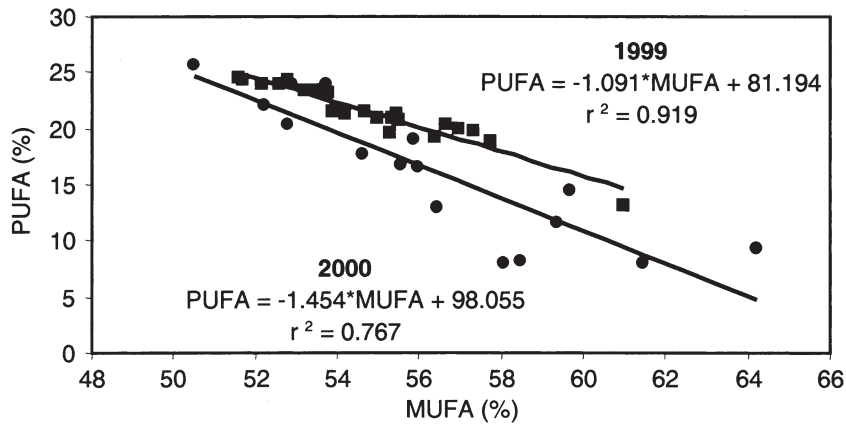 30
25
20
15
10
5
0
PUFA (%)
1999
PUFA = -1.091*MUFA + 81.194
r² = 0.919
2000
PUFA = -1.454*MUFA + 98.055
r² = 0.767
48 50 52 54 56 58 60 62 64 66
MUFA (%)